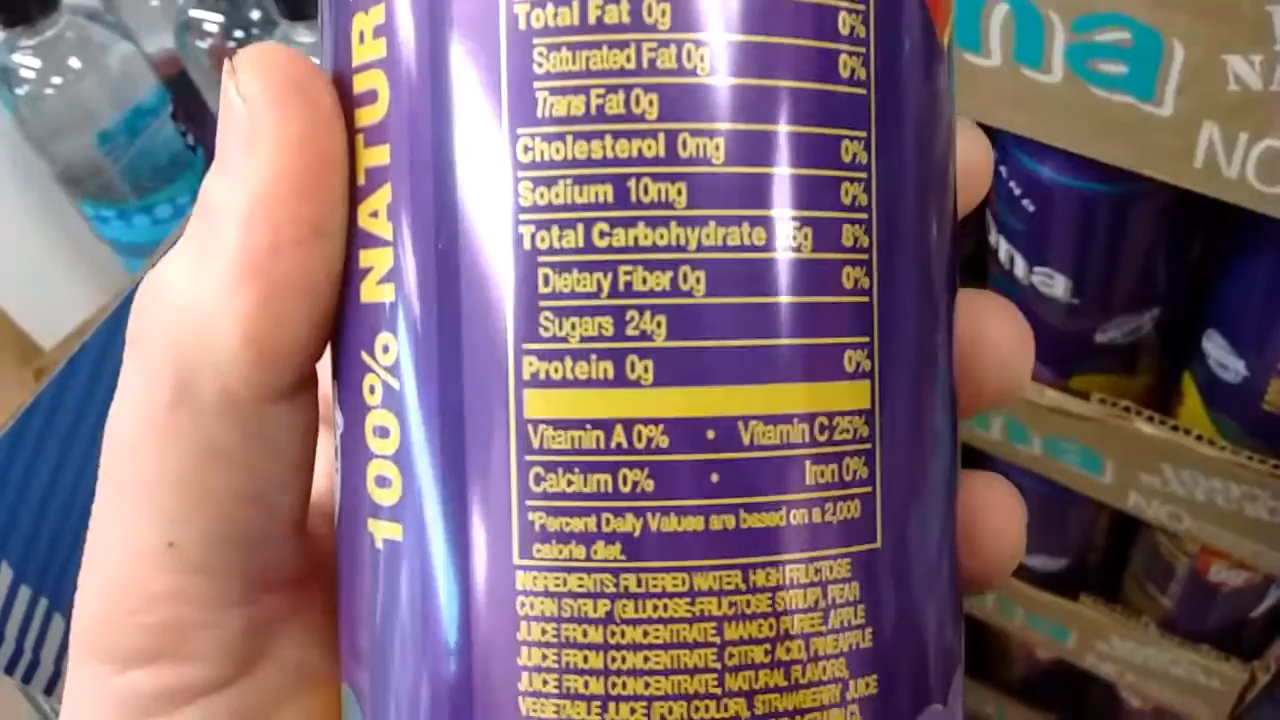 100% NATUR
Total Fat 0g 0%
Saturated Fat 0g 0%
Trans Fat 0g
Cholesterol 0mg 0%
Sodium 10mg 0%
Total Carbohydrate 8%
Dietary Fiber 0g 0%
Sugars 24g
Protein 0g 0%
Vitamin A 0% • Vitamin C 25%
Calcium 0% • Iron 0%
*Percent Daily Values are based on a 2,000
calorie diet.
INGREDIENTS: FILTERED WATER, HIGH FRUCTOSE
CORN SYRUP (GLUCOSE-FRUCTOSE SYRUP), PEAR
JUICE FROM CONCENTRATE, MANGO PUREE, APPLE
JUICE FROM CONCENTRATE, CITRIC ACID, PINEAPPLE
JUICE FROM CONCENTRATE, NATURAL FLAVORS,
VEGETABLE JUICE (FOR COLOR), STRAWBERRY JUICE
na
NO
na
na
NO